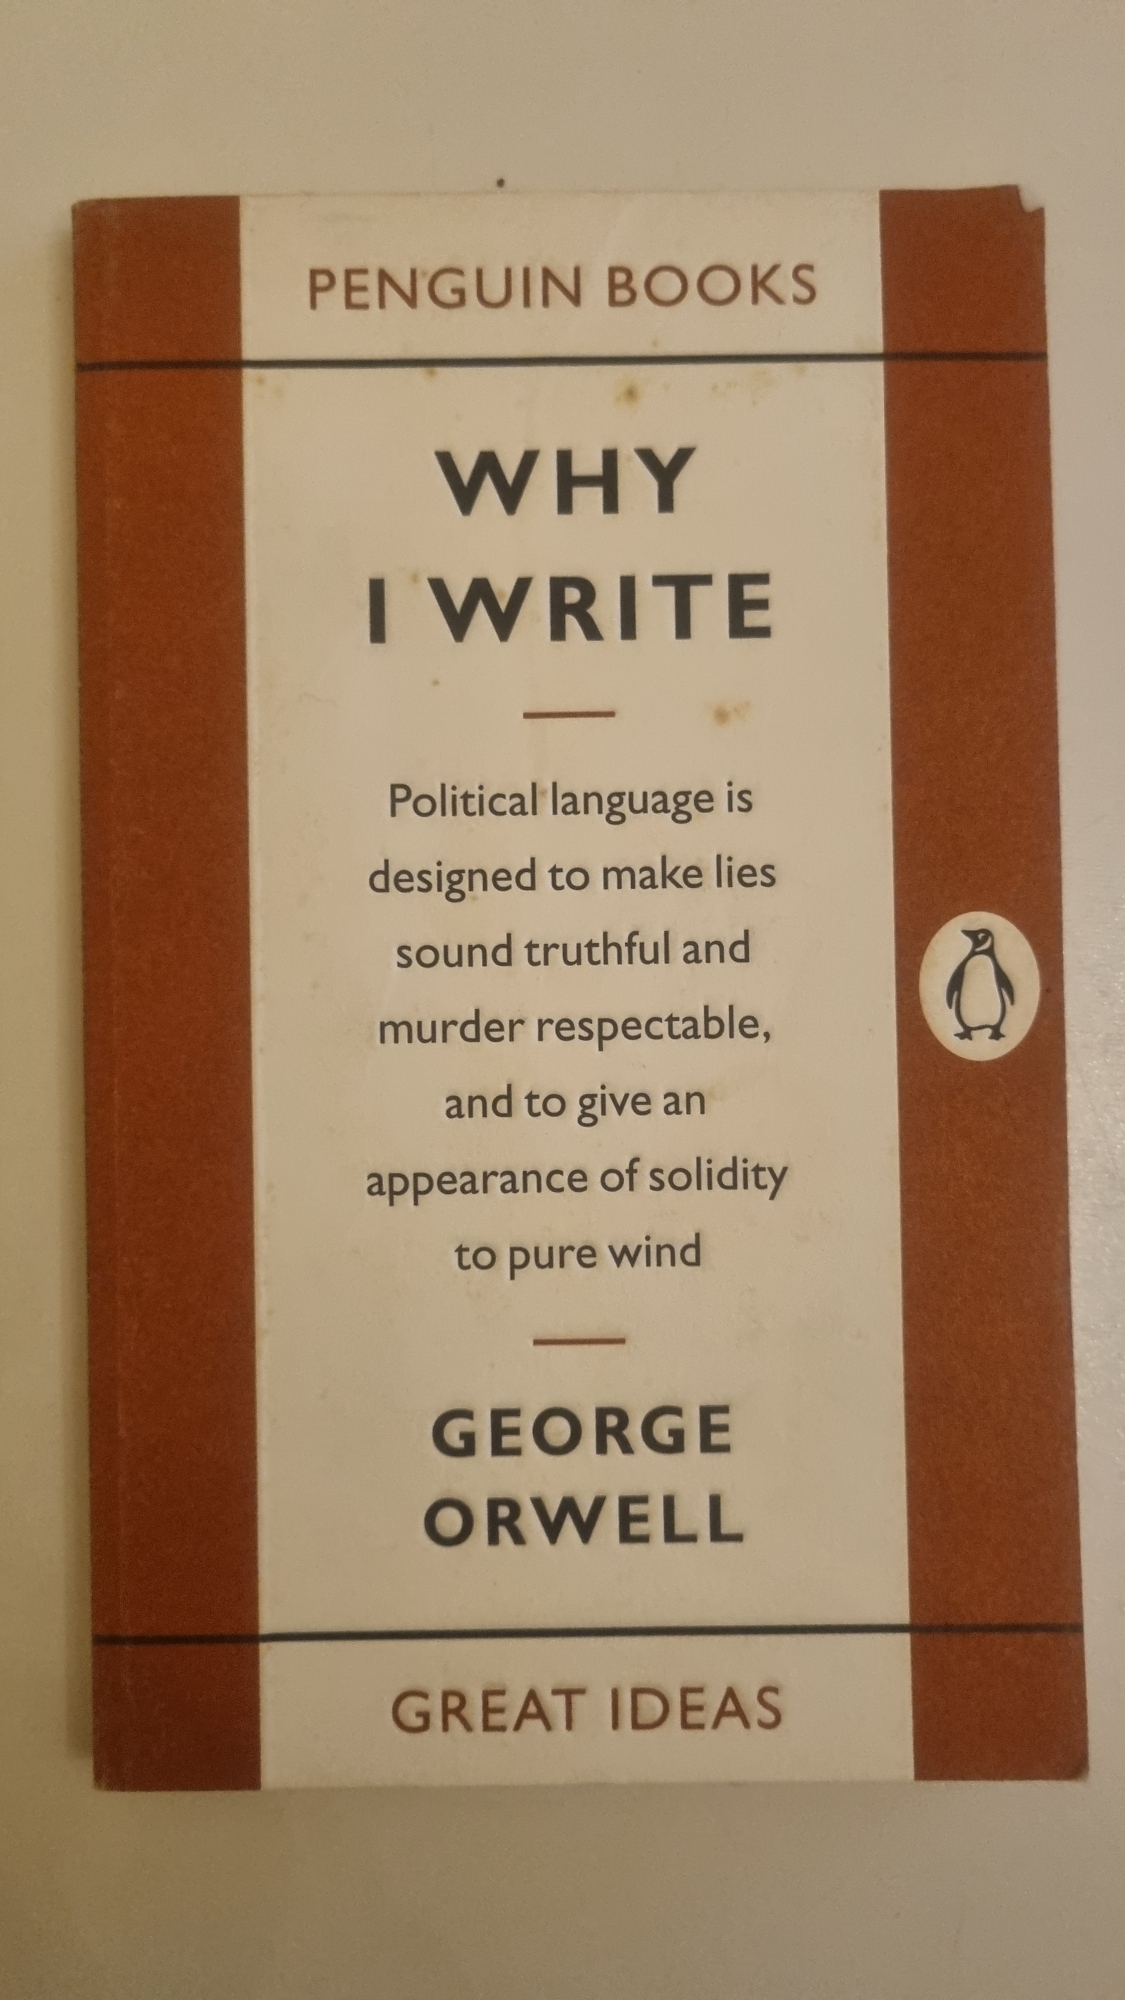 PENGUIN BOOKS
WHY
I WRITE
Political language is
designed to make lies
sound truthful and
murder respectable,
and to give an
appearance of solidity
to pure wind
GEORGE
ORWELL
GREAT IDEAS